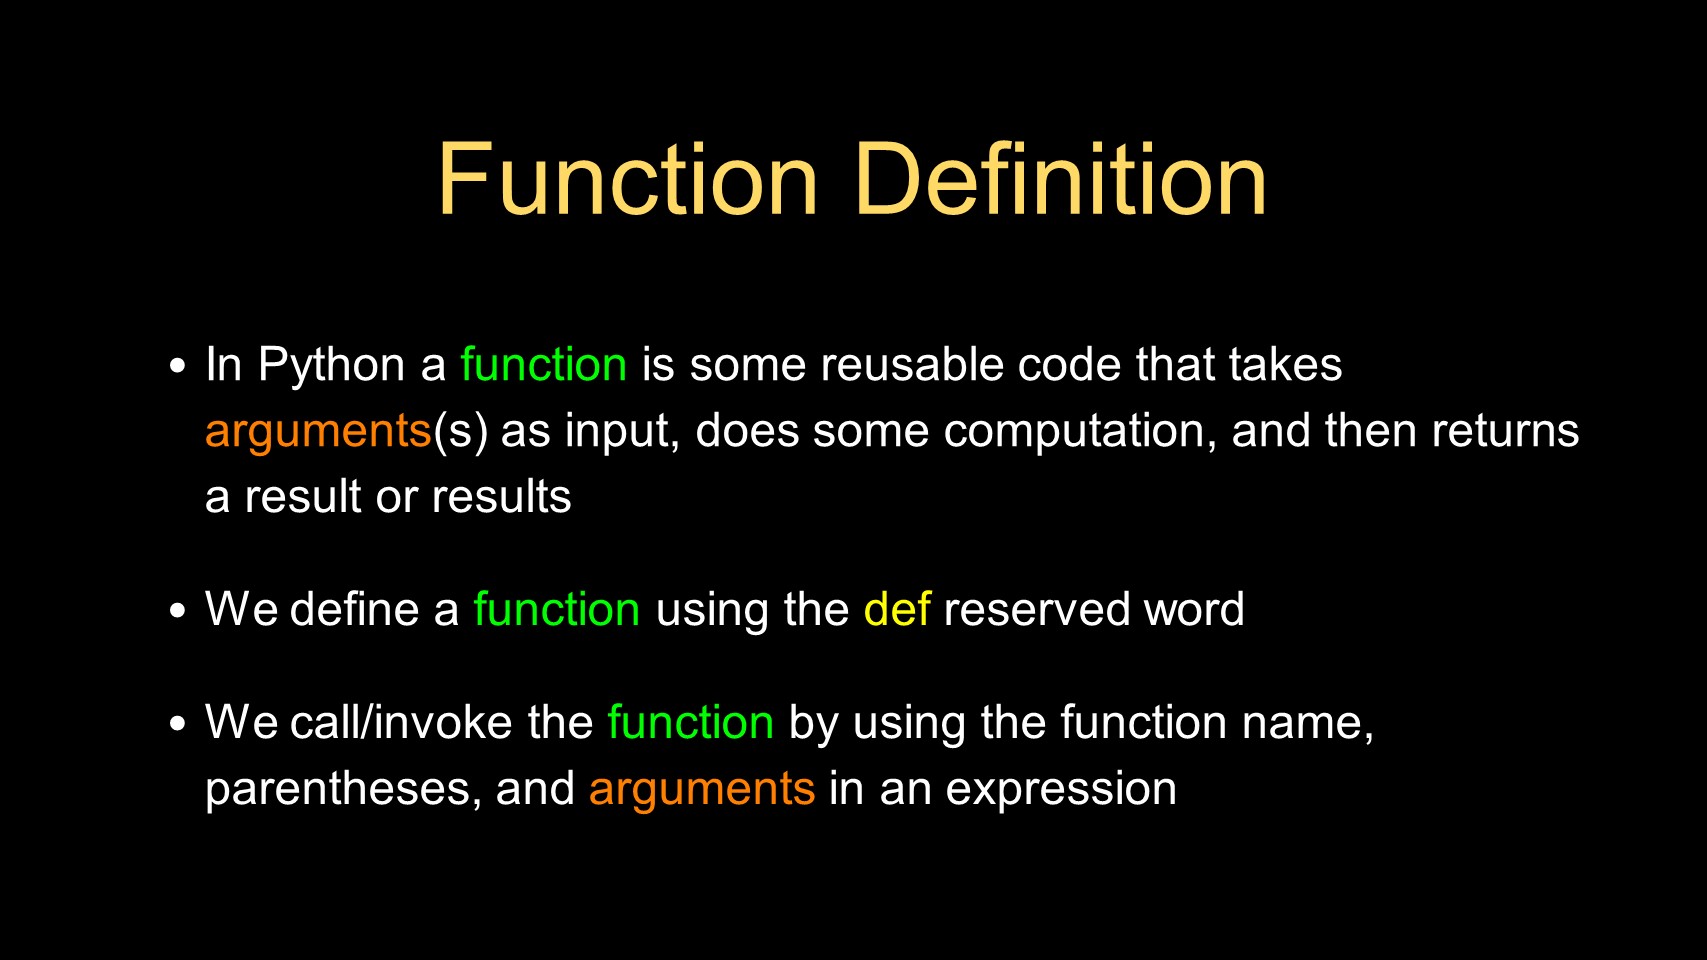 Function Definition
• In Python a function is some reusable code that takes
arguments(s) as input, does some computation, and then returns
a result or results
• We define a function using the def reserved word
• We call/invoke the function by using the function name,
parentheses, and arguments in an expression